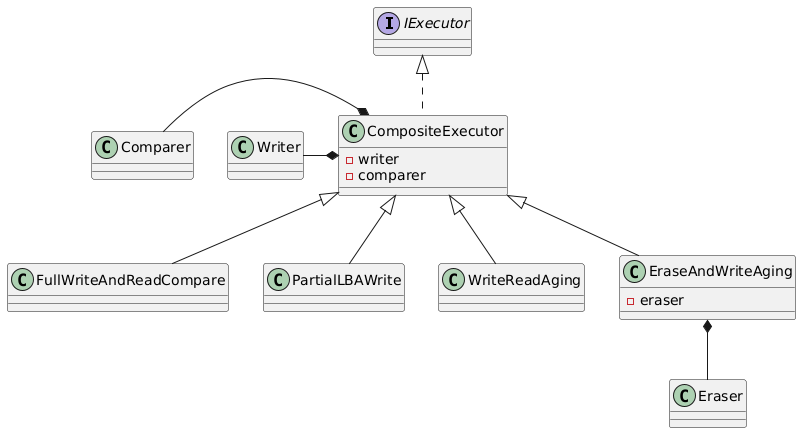 I IExecutor
C Comparer
C Writer
C CompositeExecutor
writer
comparer
C FullWriteAndReadCompare
C PartialLBAWrite
C WriteReadAging
C EraseAndWriteAging
eraser
C Eraser